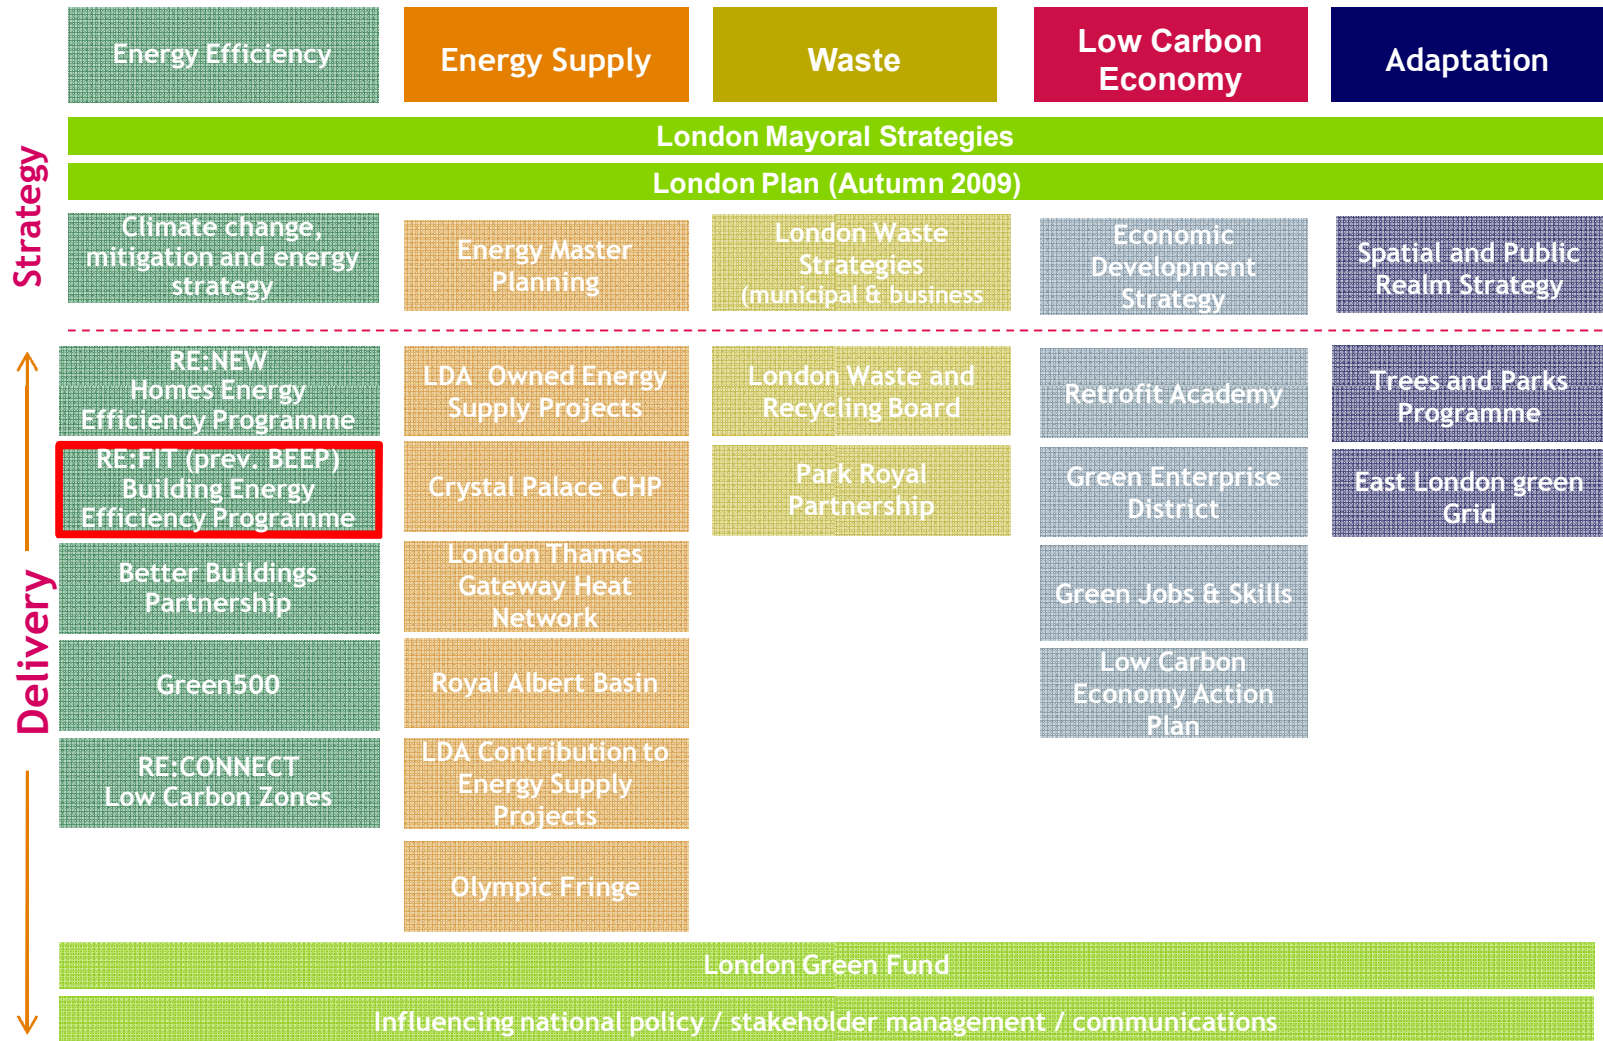 Energy Efficiency
Energy Supply
Waste
Low Carbon
Economy
Adaptation
Strategy
London Mayoral Strategies
London Plan (Autumn 2009)
Climate change,
mitigation and energy
strategy
Energy Master
Planning
London Waste
Strategies
(municipal & business
Economic
Development
Strategy
Spatial and Public
Realm Strategy
Delivery
RE:NEW
Homes Energy
Efficiency Programme
RE:FIT (prev. BEEP)
Building Energy
Efficiency Programme
Better Buildings
Partnership
Green500
RE:CONNECT
Low Carbon Zones
LDA Owned Energy
Supply Projects
Crystal Palace CHP
London Thames
Gateway Heat
Network
Royal Albert Basin
LDA Contribution to
Energy Supply
Projects
Olympic Fringe
London Waste and
Recycling Board
Park Royal
Partnership
Retrofit Academy
Green Enterprise
District
Green Jobs & Skills
Low Carbon
Economy Action
Plan
Trees and Parks
Programme
East London green
Grid
London Green Fund
Influencing national policy / stakeholder management / communications